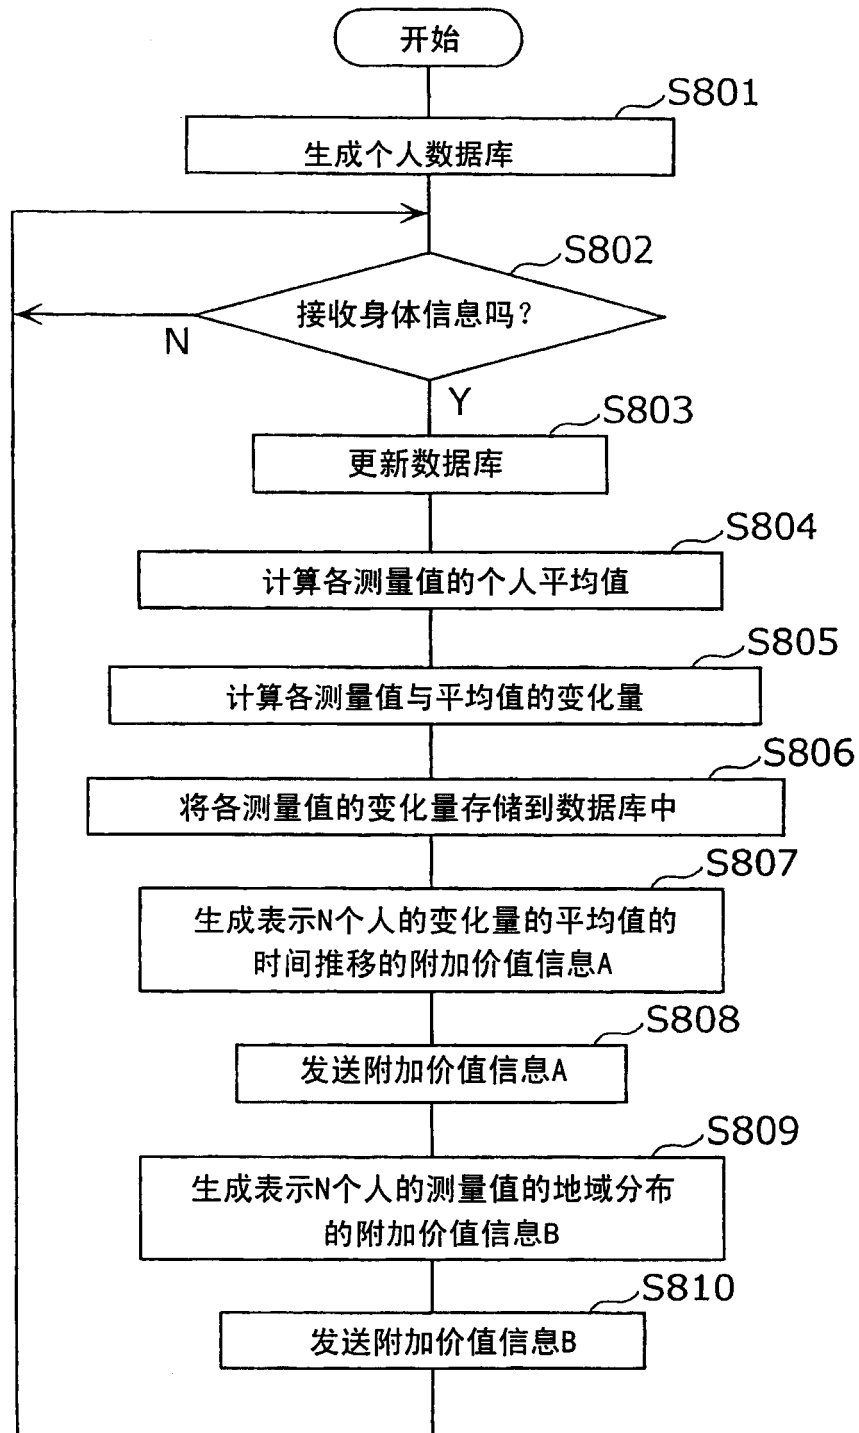 开始
S801
生成个人数据库
S802
接收身体信息吗？
N
Y
S803
更新数据库
S804
计算各测量值的个人平均值
S805
计算各测量值与平均值的变化量
S806
将各测量值的变化量存储到数据库中
S807
生成表示N个人的变化量的平均值的
时间推移的附加价值信息A
S808
发送附加价值信息A
S809
生成表示N个人的测量值的地域分布
的附加价值信息B
S810
发送附加价值信息B